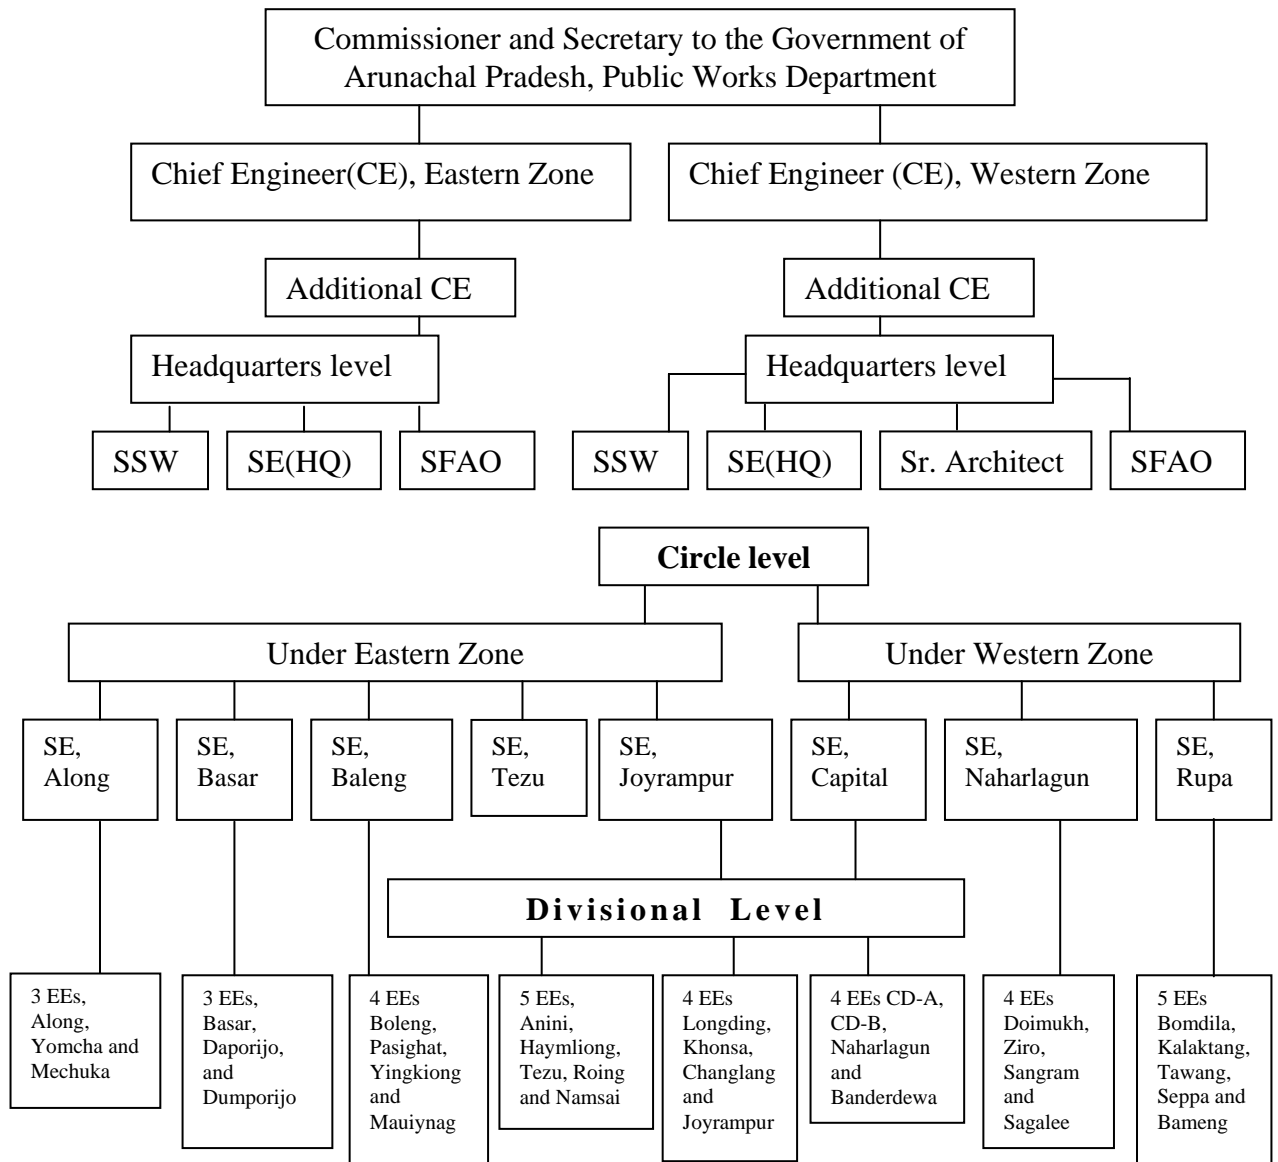 Commissioner and Secretary to the Government of
Arunachal Pradesh, Public Works Department
Chief Engineer(CE), Eastern Zone
Chief Engineer (CE), Western Zone
Additional CE
Additional CE
Headquarters level
Headquarters level
SSW
SE(HQ)
SFAO
SSW
SE(HQ)
Sr. Architect
SFAO
Circle level
Under Eastern Zone
Under Western Zone
SE,
Along
SE,
Basar
SE,
Baleng
SE,
Tezu
SE,
Joyrampur
SE,
Capital
SE,
Naharlagun
SE,
Rupa
Divisional Level
3 EEs,
Along,
Yomcha and
Mechuka
3 EEs,
Basar,
Daporijo,
and
Dumporijo
4 EEs
Boleng,
Pasighat,
Yingkiong
and
Mauiynag
5 EEs,
Anini,
Haymliong,
Tezu, Roing
and Namsai
4 EEs
Longding,
Khonsa,
Changlang
and
Joyrampur
4 EEs CD-A,
CD-B,
Naharlagun
and
Banderdewa
4 EEs
Doimukh,
Ziro,
Sangram
and
Sagalee
5 EEs
Bomdila,
Kalaktang,
Tawang,
Seppa and
Bameng